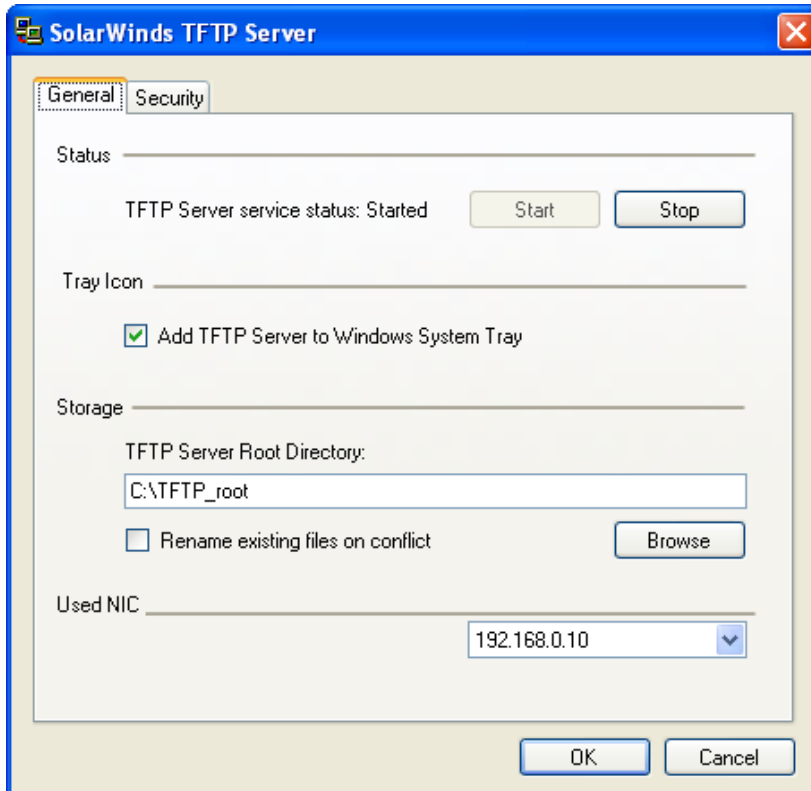 SolarWinds TFTP Server
General Security
Status
TFTP Server service status: Started Start Stop
Tray Icon
Add TFTP Server to Windows System Tray
Storage
TFTP Server Root Directory:
C:\TFTP_root
Rename existing files on conflict Browse
Used NIC
192.168.0.10
OK Cancel